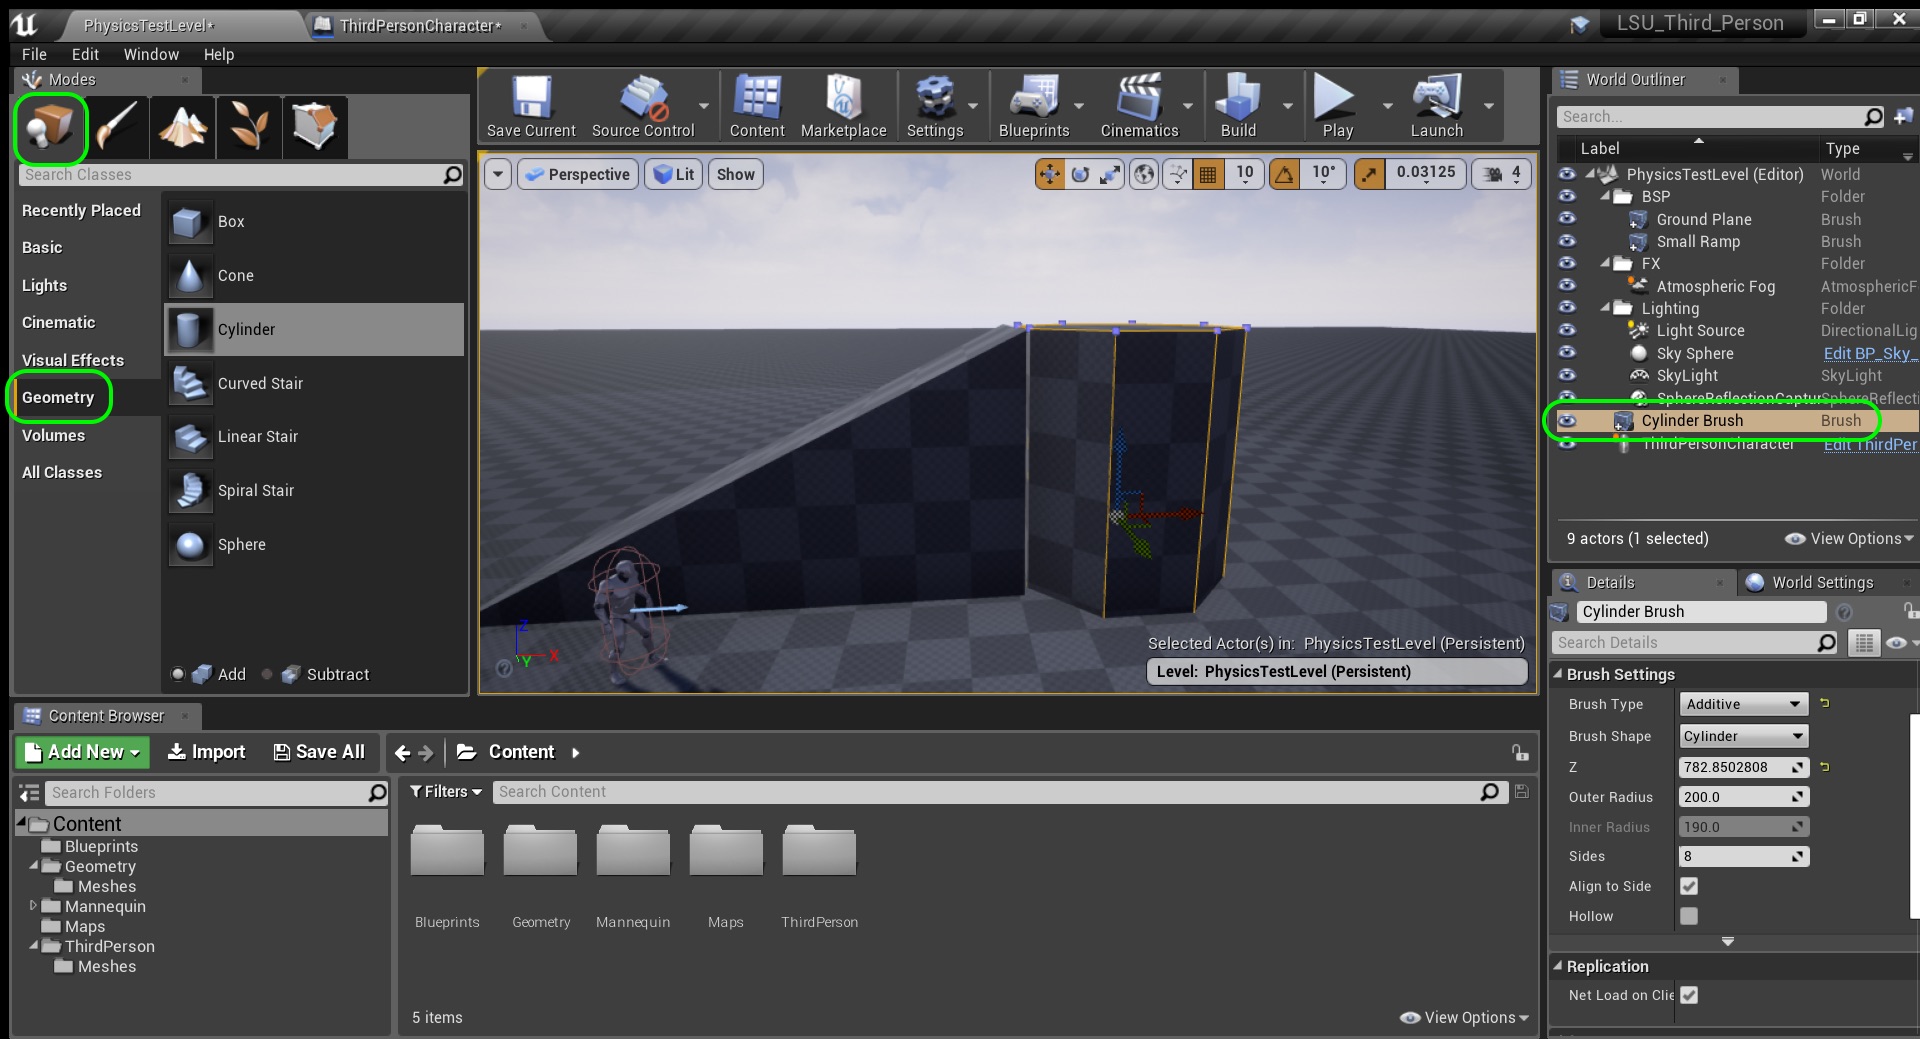 PhysicsTestLevel*
ThirdPersonCharacter*
LSU_Third_Person
File Edit Window Help
Modes
Search Classes
Recently Placed
Basic
Lights
Cinematic
Visual Effects
Geometry
Volumes
All Classes
Box
Cone
Cylinder
Curved Stair
Linear Stair
Spiral Stair
Sphere
Add Subtract
Save Current Source Control Content Marketplace Settings Blueprints Cinematics Build Play Launch
Perspective Lit Show 10 10° 0.03125 4
Z
X
Y
Selected Actor(s) in: PhysicsTestLevel (Persistent)
Level: PhysicsTestLevel (Persistent)
World Outliner
Search...
Label Type
PhysicsTestLevel (Editor) World
BSP Folder
Ground Plane Brush
Small Ramp Brush
FX Folder
Atmospheric Fog AtmosphericF
Lighting Folder
Light Source DirectionalLig
Sky Sphere Edit BP_Sky_
SkyLight SkyLight
SphereReflectionCaptur SphereReflecti
Cylinder Brush Brush
ThirdPersonCharacter Edit ThirdPer
9 actors (1 selected) View Options
Details World Settings
Cylinder Brush
Search Details
Brush Settings
Brush Type Additive
Brush Shape Cylinder
Z 782.8502808
Outer Radius 200.0
Inner Radius 190.0
Sides 8
Align to Side
Hollow
Replication
Net Load on Clie
Content Browser
Add New Import Save All Content
Search Folders
Content
Blueprints
Geometry
Meshes
Mannequin
Maps
ThirdPerson
Meshes
Filters Search Content
Blueprints Geometry Mannequin Maps ThirdPerson
5 items View Options